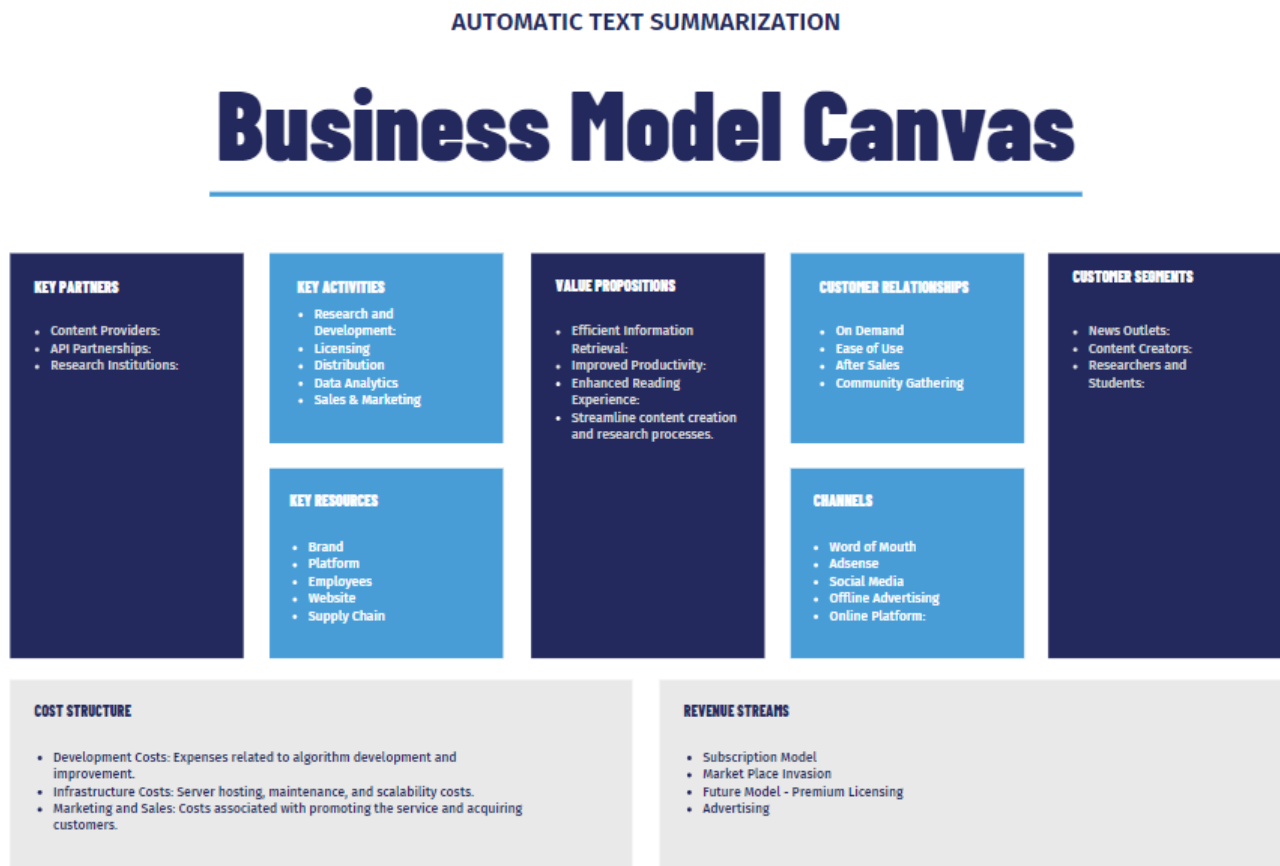 AUTOMATIC TEXT SUMMARIZATION
Business Model Canvas
KEY PARTNERS
• Content Providers:
• API Partnerships:
• Research Institutions:
KEY ACTIVITIES
• Research and
Development:
• Licensing
• Distribution
• Data Analytics
• Sales & Marketing
KEY RESOURCES
• Brand
• Platform
• Employees
• Website
• Supply Chain
VALUE PROPOSITIONS
• Efficient Information
Retrieval:
• Improved Productivity:
• Enhanced Reading
Experience:
• Streamline content creation
and research processes.
CUSTOMER RELATIONSHIPS
• On Demand
• Ease of Use
• After Sales
• Community Gathering
CHANNELS
• Word of Mouth
• Adsense
• Social Media
• Offline Advertising
• Online Platform:
CUSTOMER SEGMENTS
• News Outlets:
• Content Creators:
• Researchers and
Students:
COST STRUCTURE
• Development Costs: Expenses related to algorithm development and
improvement.
• Infrastructure Costs: Server hosting, maintenance, and scalability costs.
• Marketing and Sales: Costs associated with promoting the service and acquiring
customers.
REVENUE STREAMS
• Subscription Model
• Market Place Invasion
• Future Model - Premium Licensing
• Advertising